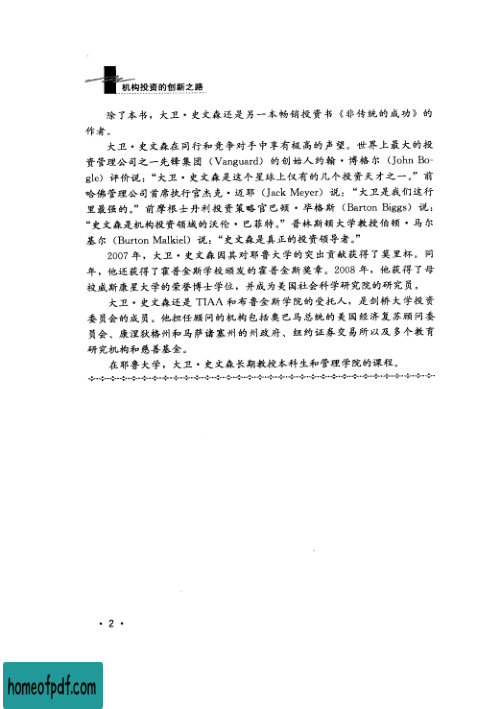 机构投资的创新之路
除了本书，大卫·史文森还是另一本畅销投资书《非传统的成功》的
作者。
大卫·史文森在同行和竞争对手中享有极高的声望。世界上最大的投
资管理公司之一先锋集团（Vanguard）的创始人约翰·博格尔（John Bo-
gle）评价说：“大卫·史文森是这个星球上仅有的几个投资天才之一。”前
哈佛管理公司首席执行官杰克·迈耶（Jack Meyer）说：“大卫是我们这行
里最强的。”前摩根士丹利投资策略官巴顿·毕格斯（Barton Biggs）说：
“史文森是机构投资领域的沃伦·巴菲特。”普林斯顿大学教授伯顿·马尔
基尔（Burton Malkiel）说：“史文森是真正的投资领导者。”
2007 年，大卫·史文森因其对耶鲁大学的突出贡献获得了莫里杯。同
年，他还获得了霍普金斯学校颁发的霍普金斯奖章。2008 年，他获得了母
校威斯康星大学的荣誉博士学位，并成为美国社会科学研究院的研究员。
大卫·史文森还是 TIAA 和布鲁金斯学院的受托人，是剑桥大学投资
委员会的成员。他担任顾问的机构包括奥巴马总统的美国经济复苏顾问委
员会、康涅狄格州和马萨诸塞州的州政府、纽约证券交易所以及多个教育
研究机构和慈善基金。
在耶鲁大学，大卫·史文森长期教授本科生和管理学院的课程。
· 2 ·
homeofpdf.com